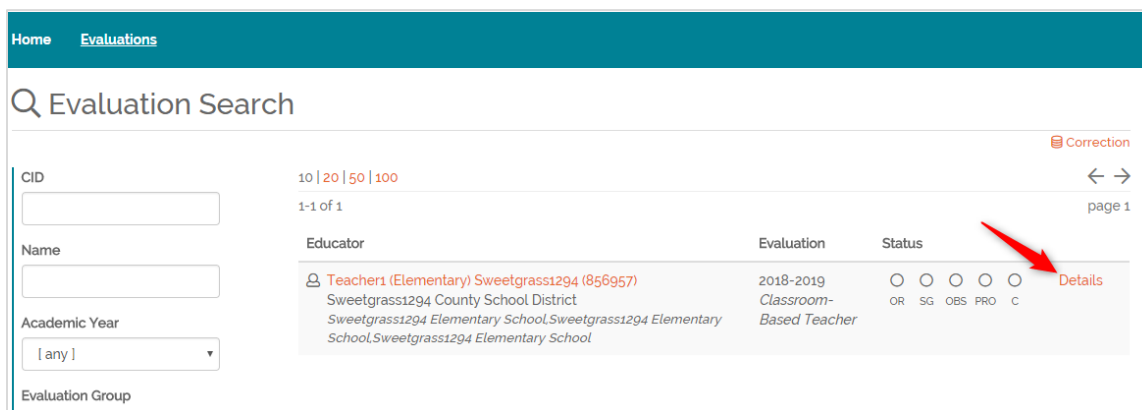 Home Evaluations
Evaluation Search
Correction
CID
10 | 20 | 50 | 100
1-1 of 1
page 1
Name
Educator Evaluation Status
Teacher1 (Elementary) Sweetgrass1294 (856957)
Sweetgrass1294 County School District
Sweetgrass1294 Elementary School,Sweetgrass1294 Elementary
School,Sweetgrass1294 Elementary School
2018-2019
Classroom-
Based Teacher
OR SG OBS PRO C
Details
Academic Year
[ any ]
Evaluation Group